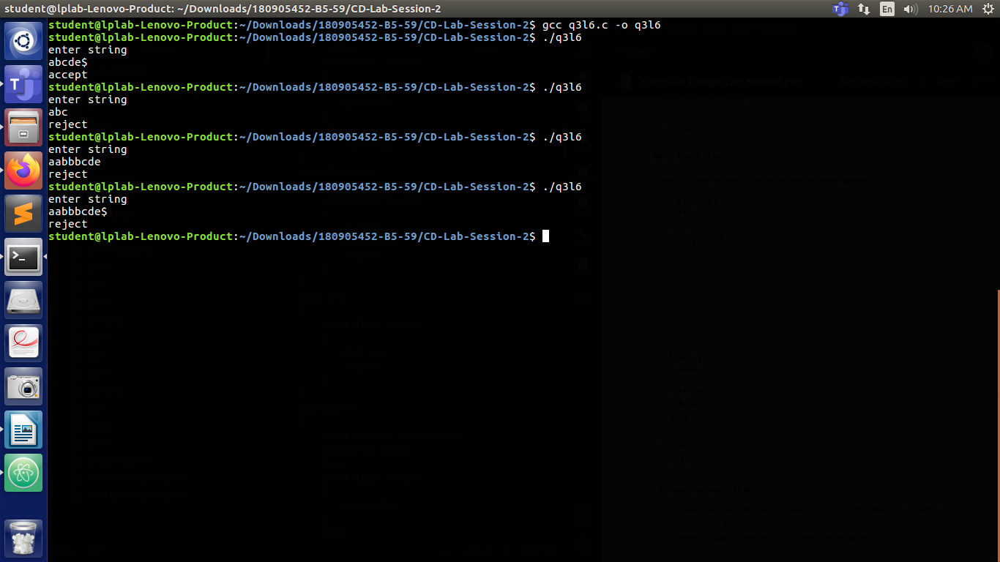 student@lplab-Lenovo-Product: ~/Downloads/180905452-B5-59/CD-Lab-Session-2 En 10:26 AM
student@lplab-Lenovo-Product:~/Downloads/180905452-B5-59/CD-Lab-Session-2$ gcc q3l6.c -o q3l6
student@lplab-Lenovo-Product:~/Downloads/180905452-B5-59/CD-Lab-Session-2$ ./q3l6
enter string
abcde$
accept
student@lplab-Lenovo-Product:~/Downloads/180905452-B5-59/CD-Lab-Session-2$ ./q3l6
enter string
abc
reject
student@lplab-Lenovo-Product:~/Downloads/180905452-B5-59/CD-Lab-Session-2$ ./q3l6
enter string
aabbbcde
reject
student@lplab-Lenovo-Product:~/Downloads/180905452-B5-59/CD-Lab-Session-2$ ./q3l6
enter string
aabbbcde$
reject
student@lplab-Lenovo-Product:~/Downloads/180905452-B5-59/CD-Lab-Session-2$
Compiler_Design_Lab-Manual.pdf